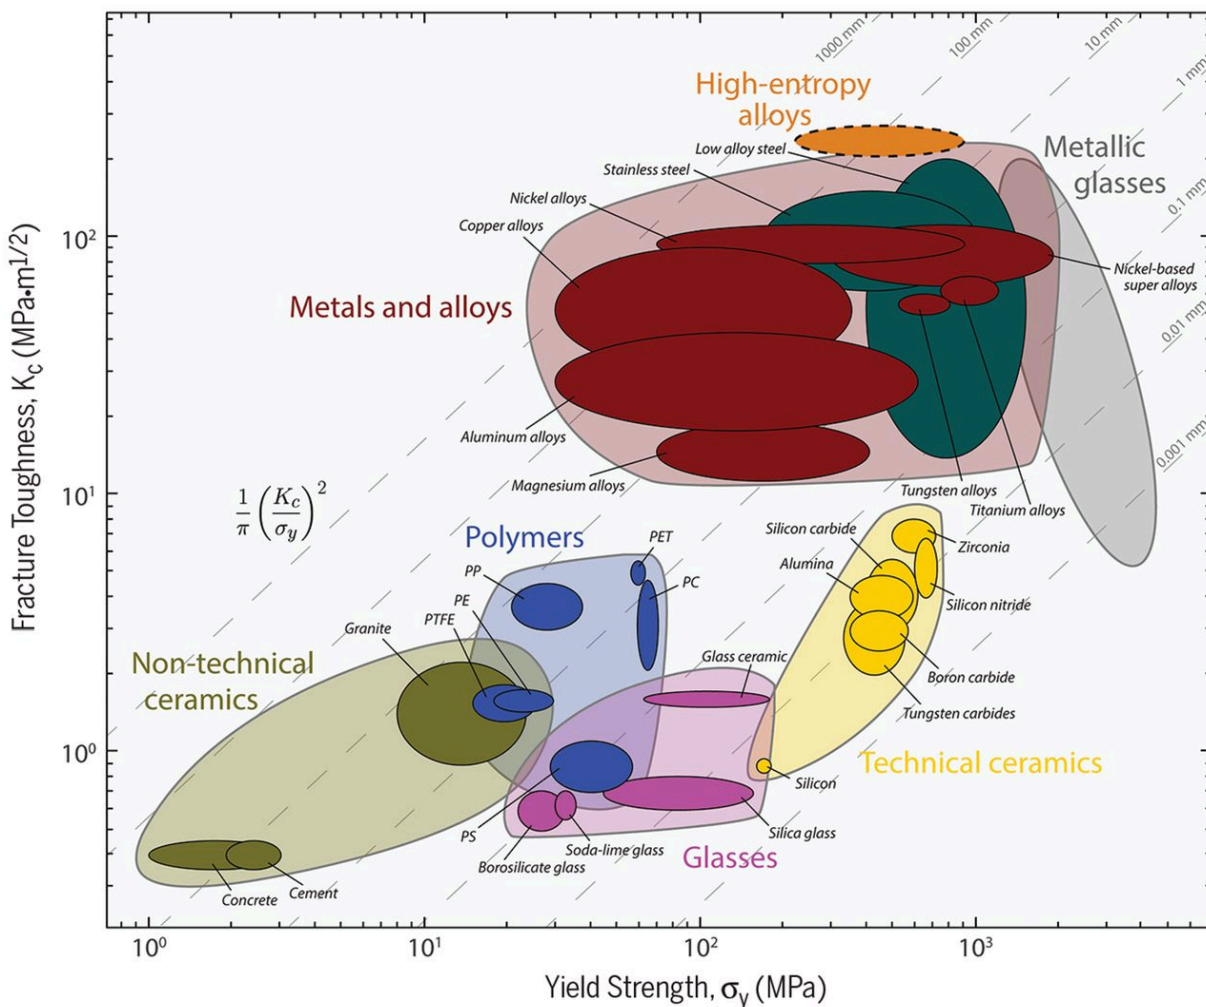 1000 mm
100 mm
10 mm
1 mm
0.1 mm
0.01 mm
0.001 mm
High-entropy
alloys
Low alloy steel
Stainless steel
Nickel alloys
Copper alloys
Metallic
glasses
Nickel-based
super alloys
Metals and alloys
Aluminum alloys
Magnesium alloys
Tungsten alloys
Titanium alloys
1/π (K_c/σ_y)²
Polymers
PET
PP
PE
PC
PTFE
Granite
Silicon carbide
Zirconia
Alumina
Silicon nitride
Non-technical
ceramics
Glass ceramic
Boron carbide
Tungsten carbides
Technical ceramics
Silicon
PS
Silica glass
Soda-lime glass
Borosilicate glass
Glasses
Concrete
Cement
10²
10¹
10⁰
Fracture Toughness, K_c (MPa•m^1/2)
10⁰
10¹
10²
10³
Yield Strength, σ_y (MPa)